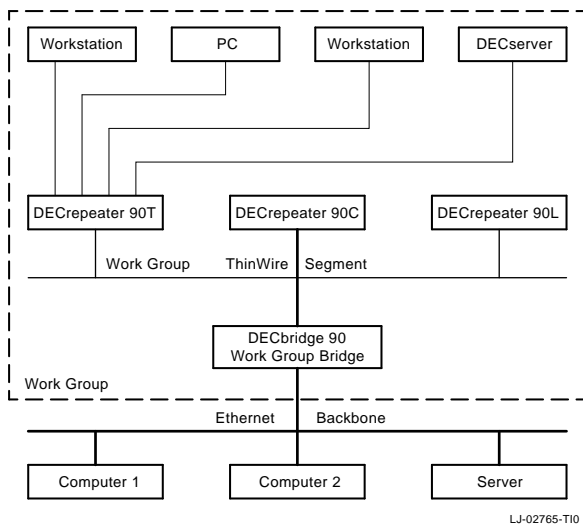 Workstation
PC
Workstation
DECserver
DECrepeater 90T
DECrepeater 90C
DECrepeater 90L
Work Group ThinWire Segment
DECbridge 90
Work Group Bridge
Work Group
Ethernet Backbone
Computer 1
Computer 2
Server
LJ-02765-TI0